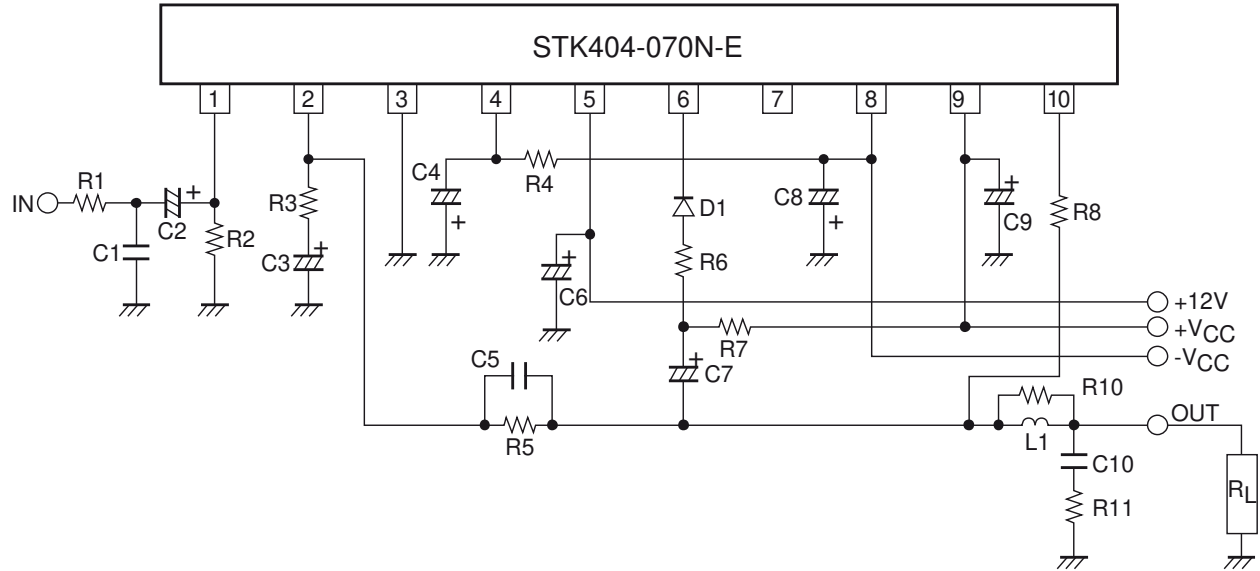 STK404-070N-E
1 2 3 4 5 6 7 8 9 10
IN
R1
C1
C2
+
R2
R3
C3
+
C4
+
R4
C6
+
D1
R6
C8
+
C9
+
R8
R7
C7
+
C5
R5
+12V
+VCC
-VCC
R10
L1
OUT
C10
R11
RL